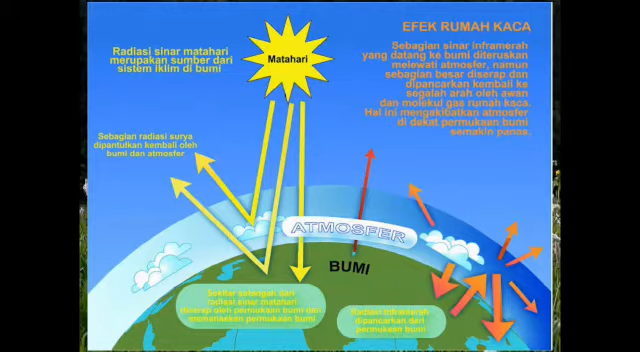 EFEK RUMAH KACA
Radiasi sinar matahari
merupakan sumber dari
sistem iklim di bumi
Matahari
Sebagian sinar inframerah
yang datang ke bumi diteruskan
melewati atmosfer, namun
sebagian besar diserap dan
dipancarkan kembali ke
segalah arah oleh awan
dan molekul gas rumah kaca.
Hal ini mengakibatkan atmosfer
di dekat permukaan bumi
semakin panas.
Sebagian radiasi surya
dipantulkan kembali oleh
bumi dan atmosfer
ATMOSFER
BUMI
Sekitar setengah dari
radiasi sinar matahari
diserap oleh permukaan bumi dan
memanaskan permukaan bumi
Radiasi inframerah
dipancarkan dari
permukaan bumi